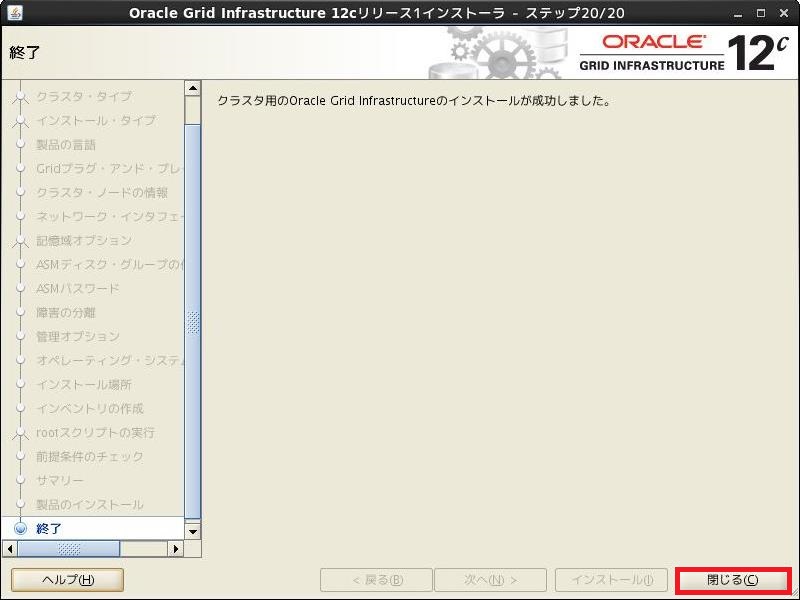 Oracle Grid Infrastructure 12cリリース1インストーラ - ステップ20/20
終了
ORACLE
GRID INFRASTRUCTURE
12c
クラスタ・タイプ
インストール・タイプ
製品の言語
Gridプラグ・アンド・プレ
クラスタ・ノードの情報
ネットワーク・インタフェー
記憶域オプション
ASMディスク・グループの
ASMパスワード
障害の分離
管理オプション
オペレーティング・システム
インストール場所
インベントリの作成
rootスクリプトの実行
前提条件のチェック
サマリー
製品のインストール
終了
クラスタ用のOracle Grid Infrastructureのインストールが成功しました。
ヘルプ(H)
< 戻る(B)
次へ(N) >
インストール(I)
閉じる(C)